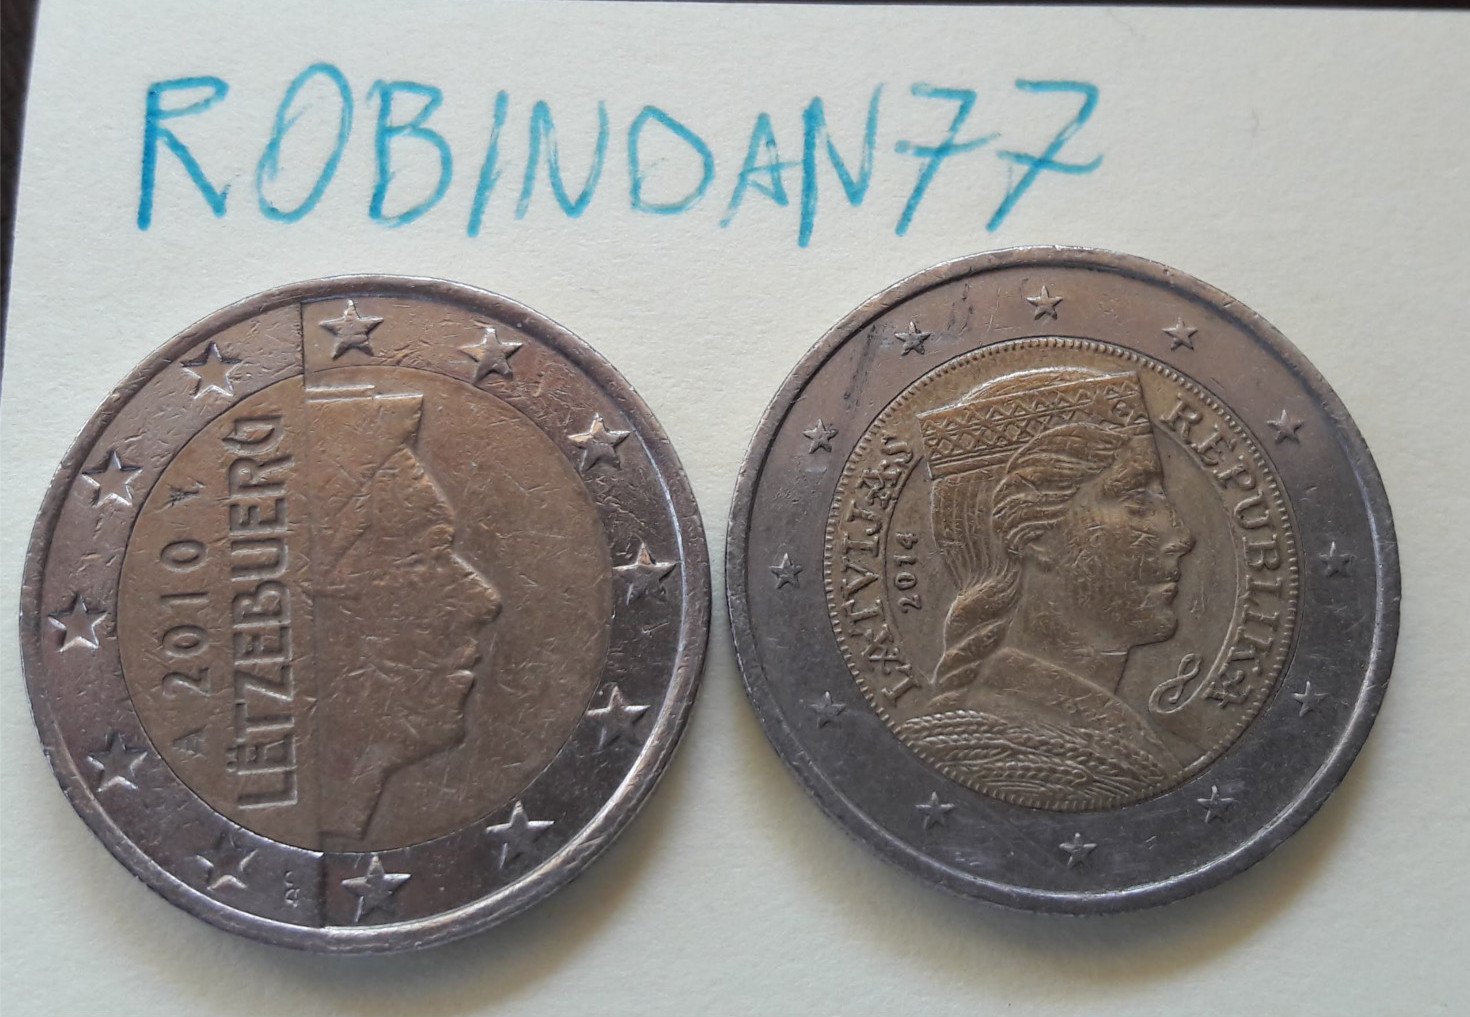 ROBINDAN77
A 2010
LËTZEBUERG
LATVIJAS REPUBLIKA
2014